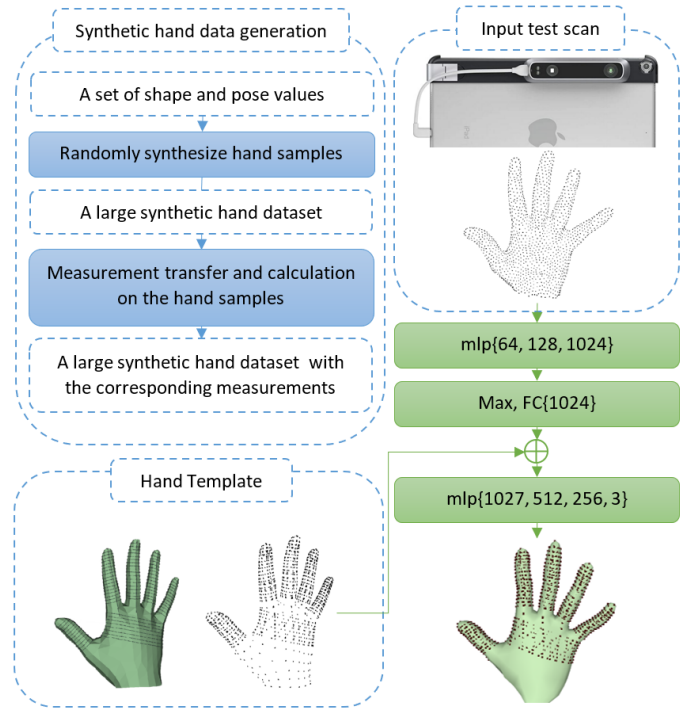 Synthetic hand data generation
A set of shape and pose values
Randomly synthesize hand samples
A large synthetic hand dataset
Measurement transfer and calculation
on the hand samples
A large synthetic hand dataset with
the corresponding measurements
Input test scan
iPad
mlp{64, 128, 1024}
Max, FC{1024}
mlp{1027, 512, 256, 3}
Hand Template